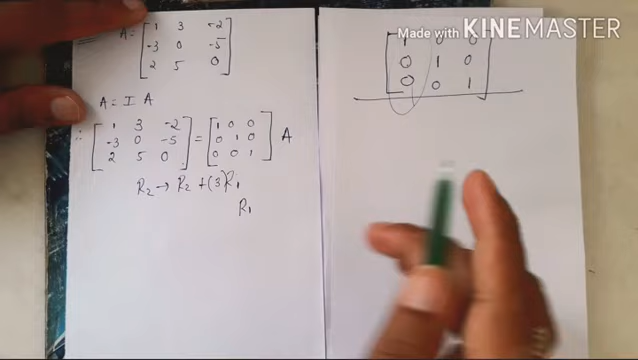 A = [ 1 3 -2
-3 0 -5
2 5 0 ]
A = I A
∴ [ 1 3 -2
-3 0 -5
2 5 0 ] = [ 1 0 0
0 1 0
0 0 1 ] A
R₂ → R₂ + (3)R₁
R₁
Made with KINEMASTER
[ 1 0 0
0 1 0
0 0 1 ]